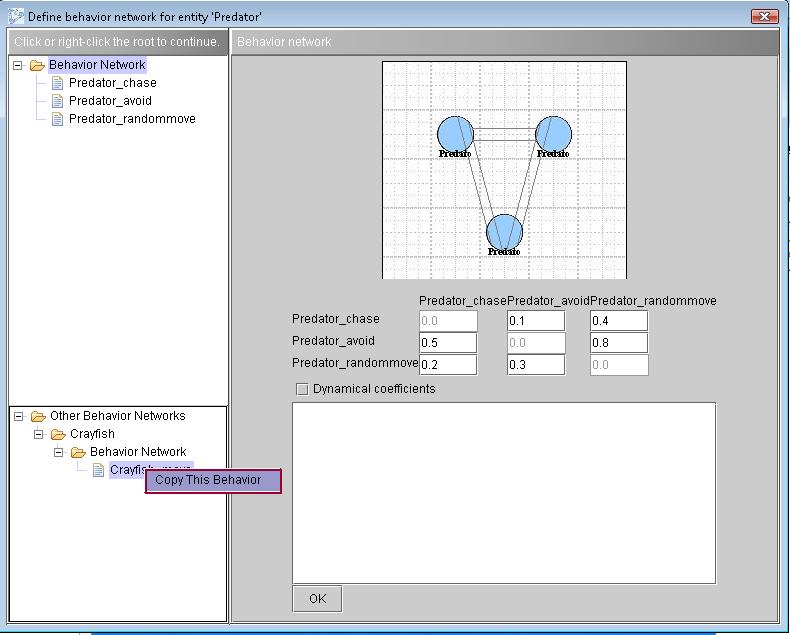 Define behavior network for entity 'Predator'
Click or right-click the root to continue.
Behavior Network
Predator_chase
Predator_avoid
Predator_randommove
Other Behavior Networks
Crayfish
Behavior Network
Copy This Behavior
Behavior network
Predato Predato
Predato
Predator_chase Predator_avoid Predator_randommove
Predator_chase 0.0 0.1 0.4
Predator_avoid 0.5 0.0 0.8
Predator_randommove 0.2 0.3 0.0
Dynamical coefficients
OK